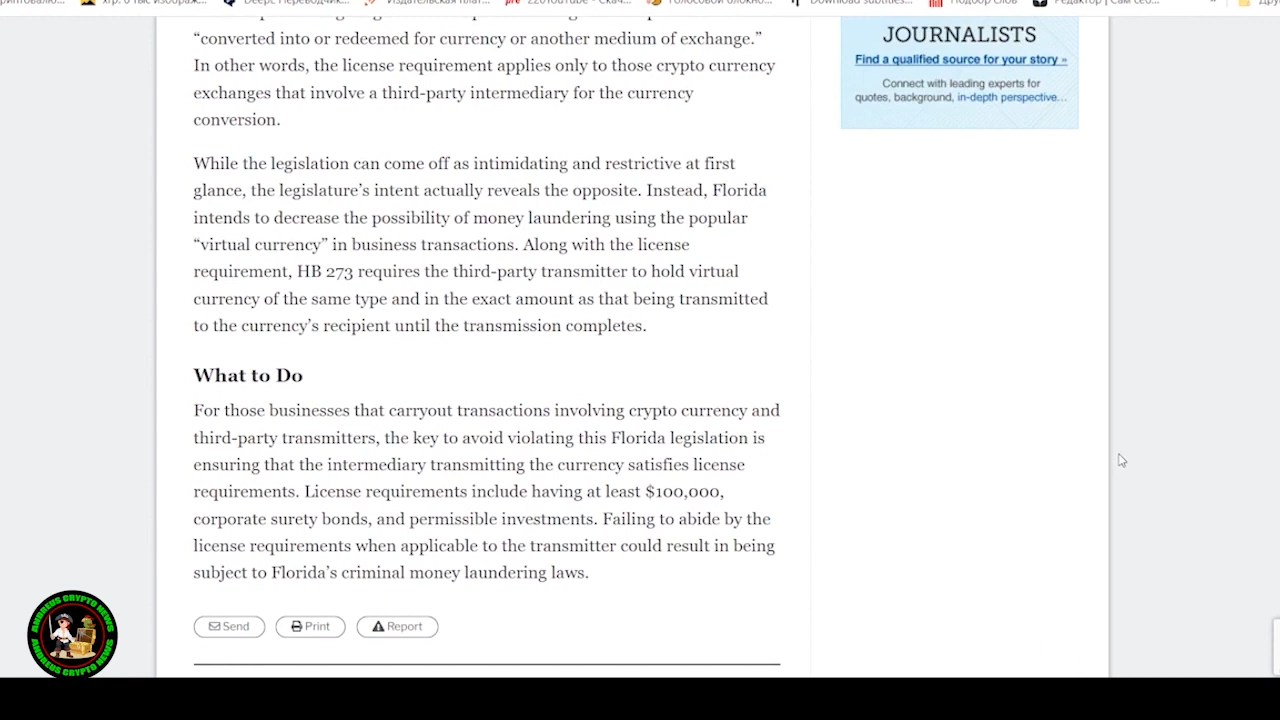 Download subtitles...
"converted into or redeemed for currency or another medium of exchange."
In other words, the license requirement applies only to those crypto currency
exchanges that involve a third-party intermediary for the currency
conversion.
While the legislation can come off as intimidating and restrictive at first
glance, the legislature's intent actually reveals the opposite. Instead, Florida
intends to decrease the possibility of money laundering using the popular
"virtual currency" in business transactions. Along with the license
requirement, HB 273 requires the third-party transmitter to hold virtual
currency of the same type and in the exact amount as that being transmitted
to the currency's recipient until the transmission completes.
What to Do
For those businesses that carryout transactions involving crypto currency and
third-party transmitters, the key to avoid violating this Florida legislation is
ensuring that the intermediary transmitting the currency satisfies license
requirements. License requirements include having at least $100,000,
corporate surety bonds, and permissible investments. Failing to abide by the
license requirements when applicable to the transmitter could result in being
subject to Florida's criminal money laundering laws.
Send
Print
Report
JOURNALISTS
Find a qualified source for your story »
Connect with leading experts for
quotes, background, in-depth perspective...
ANDREUS CRYPTO NEWS
ANDREUS CRYPTO NEWS